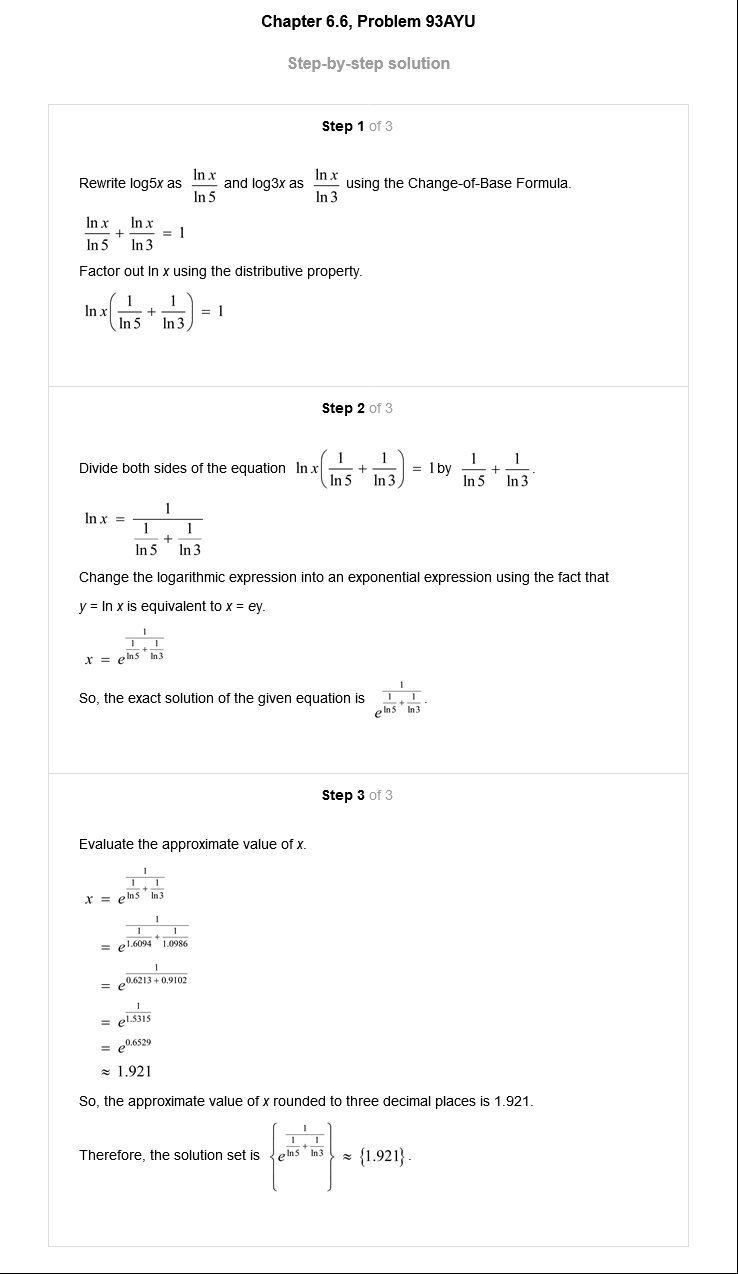 Chapter 6.6, Problem 93AYU
Step-by-step solution
Step 1 of 3
Rewrite log5x as \frac{\ln x}{\ln 5} and log3x as \frac{\ln x}{\ln 3} using the Change-of-Base Formula.
\frac{\ln x}{\ln 5} + \frac{\ln x}{\ln 3} = 1
Factor out ln x using the distributive property.
\ln x\left(\frac{1}{\ln 5} + \frac{1}{\ln 3}\right) = 1
Step 2 of 3
Divide both sides of the equation \ln x\left(\frac{1}{\ln 5} + \frac{1}{\ln 3}\right) = 1 by \frac{1}{\ln 5} + \frac{1}{\ln 3}.
\ln x = \frac{1}{\frac{1}{\ln 5} + \frac{1}{\ln 3}}
Change the logarithmic expression into an exponential expression using the fact that
y = ln x is equivalent to x = ey.
x = e^{\frac{1}{\frac{1}{\ln 5} + \frac{1}{\ln 3}}}
So, the exact solution of the given equation is e^{\frac{1}{\frac{1}{\ln 5} + \frac{1}{\ln 3}}}.
Step 3 of 3
Evaluate the approximate value of x.
x = e^{\frac{1}{\frac{1}{\ln 5} + \frac{1}{\ln 3}}}
= e^{\frac{1}{\frac{1}{1.6094} + \frac{1}{1.0986}}}
= e^{\frac{1}{0.6213 + 0.9102}}
= e^{\frac{1}{1.5315}}
= e^{0.6529}
≈ 1.921
So, the approximate value of x rounded to three decimal places is 1.921.
Therefore, the solution set is \left\{e^{\frac{1}{\frac{1}{\ln 5} + \frac{1}{\ln 3}}}\right\} ≈ {1.921}.